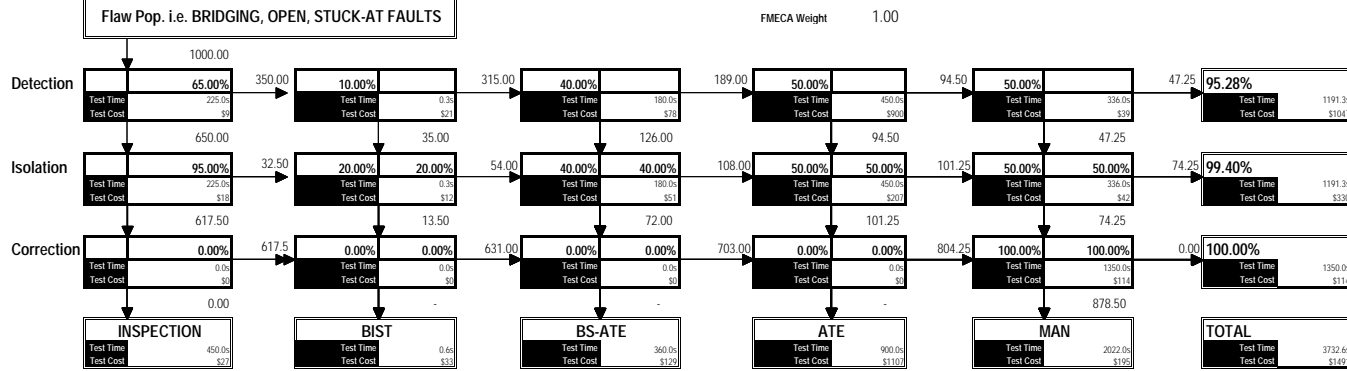 Flaw Pop. i.e. BRIDGING, OPEN, STUCK-AT FAULTS
FMECA Weight 1.00
1000.00
Detection 65.00% 350.00 10.00% 315.00 40.00% 189.00 50.00% 94.50 50.00% 47.25 95.28%
Test Time 225.0s Test Time 0.3s Test Time 180.0s Test Time 450.0s Test Time 336.0s Test Time 1191.3s
Test Cost $9 Test Cost $21 Test Cost $78 Test Cost $900 Test Cost $39 Test Cost $1047
650.00 35.00 126.00 94.50 47.25
Isolation 95.00% 32.50 20.00% 20.00% 54.00 40.00% 40.00% 108.00 50.00% 50.00% 101.25 50.00% 50.00% 74.25 99.40%
Test Time 225.0s Test Time 0.3s Test Time 180.0s Test Time 450.0s Test Time 336.0s Test Time 1191.3s
Test Cost $18 Test Cost $12 Test Cost $51 Test Cost $207 Test Cost $42 Test Cost $330
617.50 13.50 72.00 101.25 74.25
Correction 0.00% 617.5 0.00% 0.00% 631.00 0.00% 0.00% 703.00 0.00% 0.00% 804.25 100.00% 100.00% 0.00 100.00%
Test Time 0.0s Test Time 0.0s Test Time 0.0s Test Time 0.0s Test Time 1350.0s Test Time 1350.0s
Test Cost $0 Test Cost $0 Test Cost $0 Test Cost $0 Test Cost $114 Test Cost $114
0.00 - - - 878.50
INSPECTION BIST BS-ATE ATE MAN TOTAL
Test Time 450.0s Test Time 0.6s Test Time 360.0s Test Time 900.0s Test Time 2022.0s Test Time 3732.6s
Test Cost $27 Test Cost $33 Test Cost $129 Test Cost $1107 Test Cost $195 Test Cost $1491